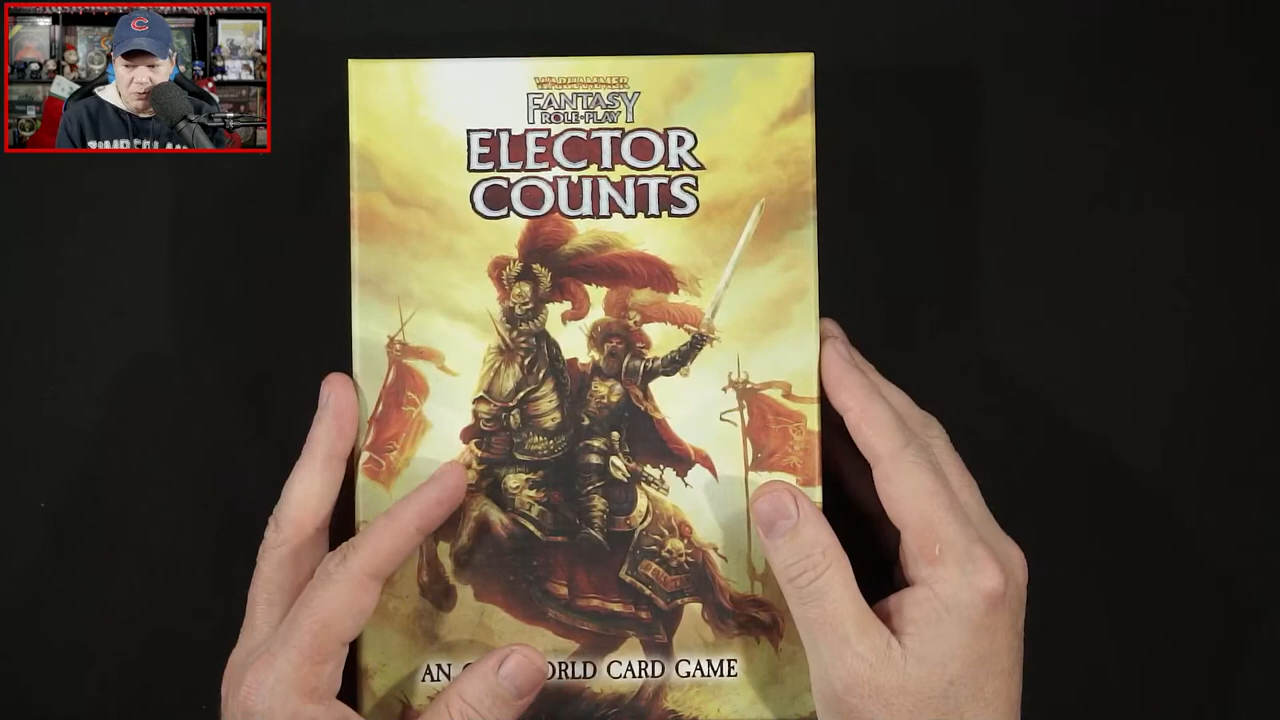 C
WARHAMMER
FANTASY
ROLE-PLAY
ELECTOR
COUNTS
AN ORLD CARD GAME